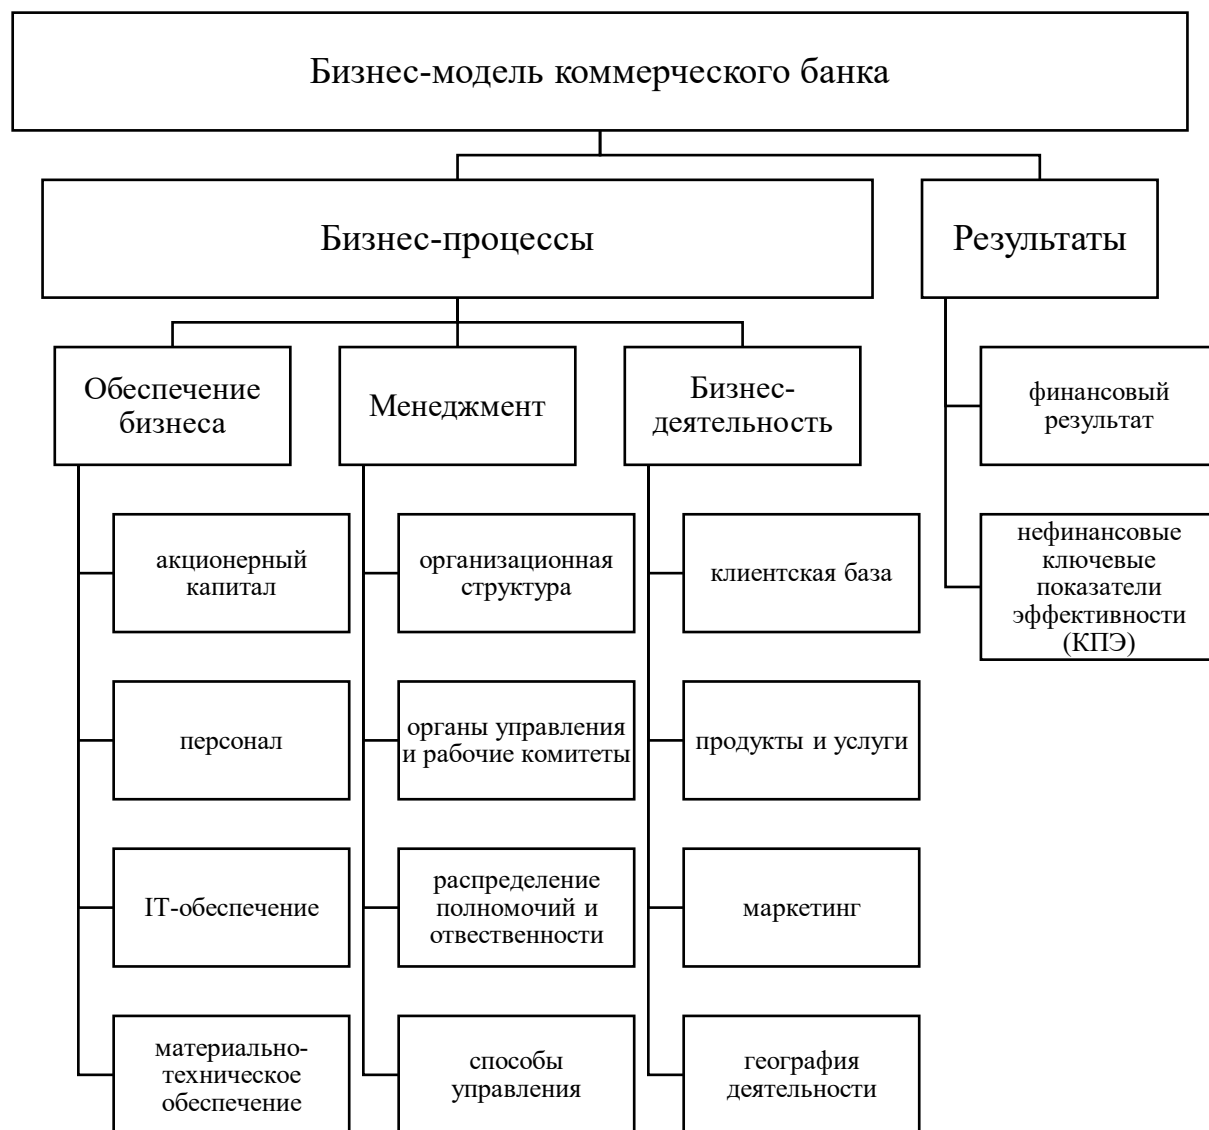 Бизнес-модель коммерческого банка
Бизнес-процессы
Результаты
Обеспечение
бизнеса
Менеджмент
Бизнес-
деятельность
финансовый
результат
акционерный
капитал
организационная
структура
клиентская база
нефинансовые
ключевые
показатели
эффективности
(КПЭ)
персонал
органы управления
и рабочие комитеты
продукты и услуги
IT-обеспечение
распределение
полномочий и
отвественности
маркетинг
материально-
техническое
обеспечение
способы
управления
география
деятельности